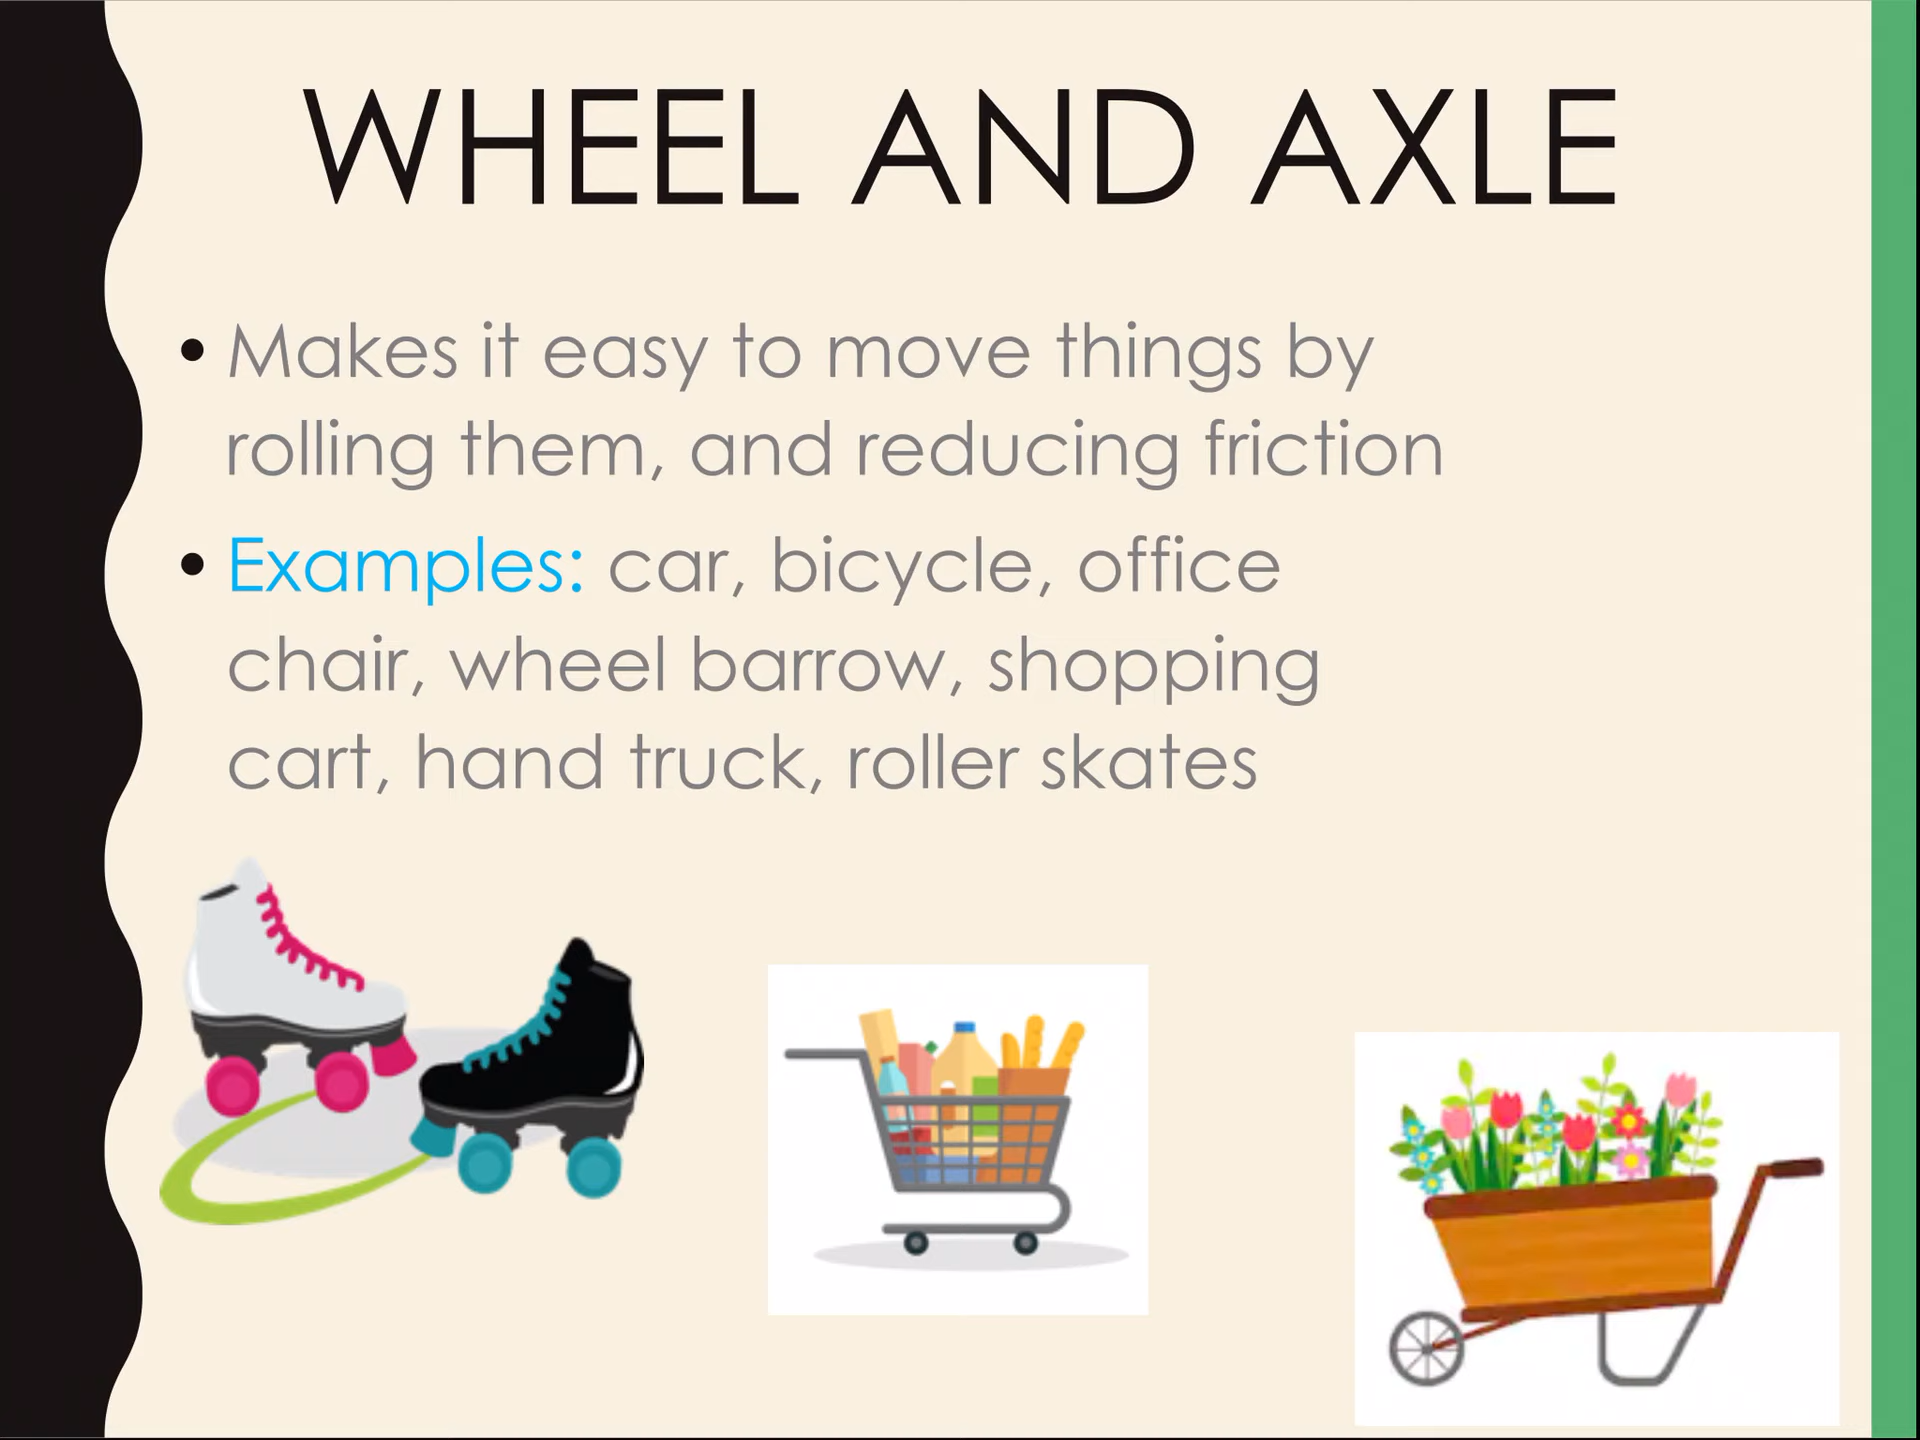 WHEEL AND AXLE
• Makes it easy to move things by
rolling them, and reducing friction
• Examples: car, bicycle, office
chair, wheel barrow, shopping
cart, hand truck, roller skates